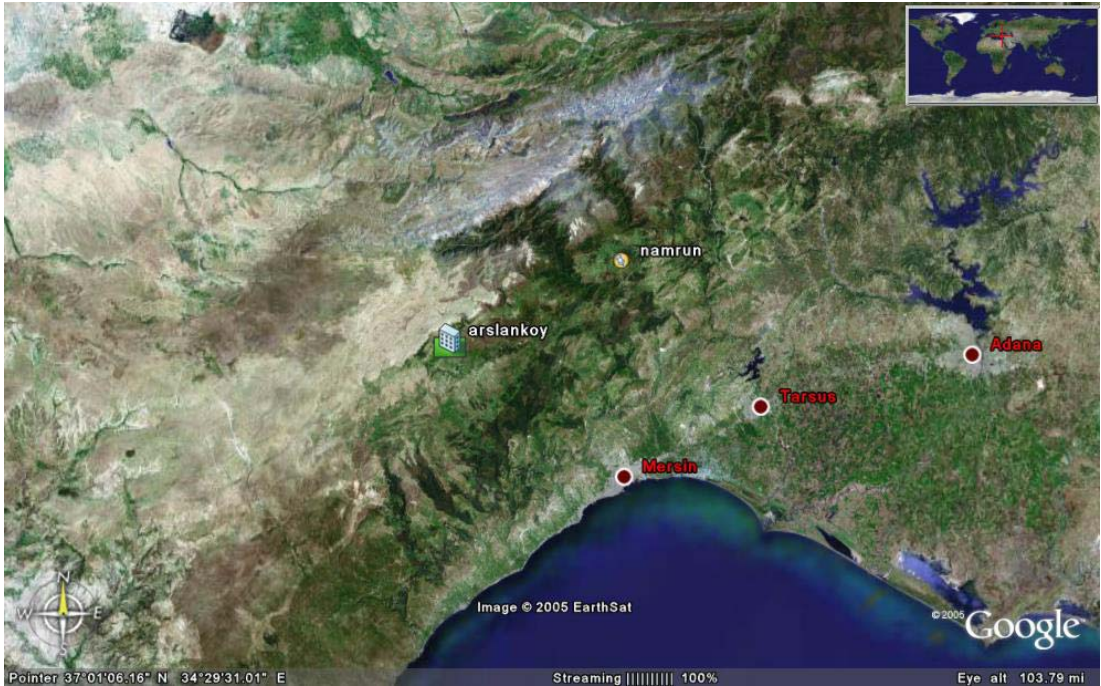 namrun
arslankoy
Adana
Tarsus
Mersin
N
W E
S
Image © 2005 EarthSat
©2005 Google
Pointer 37°01'06.16" N 34°29'31.01" E Streaming |||||||||| 100% Eye alt 103.79 mi